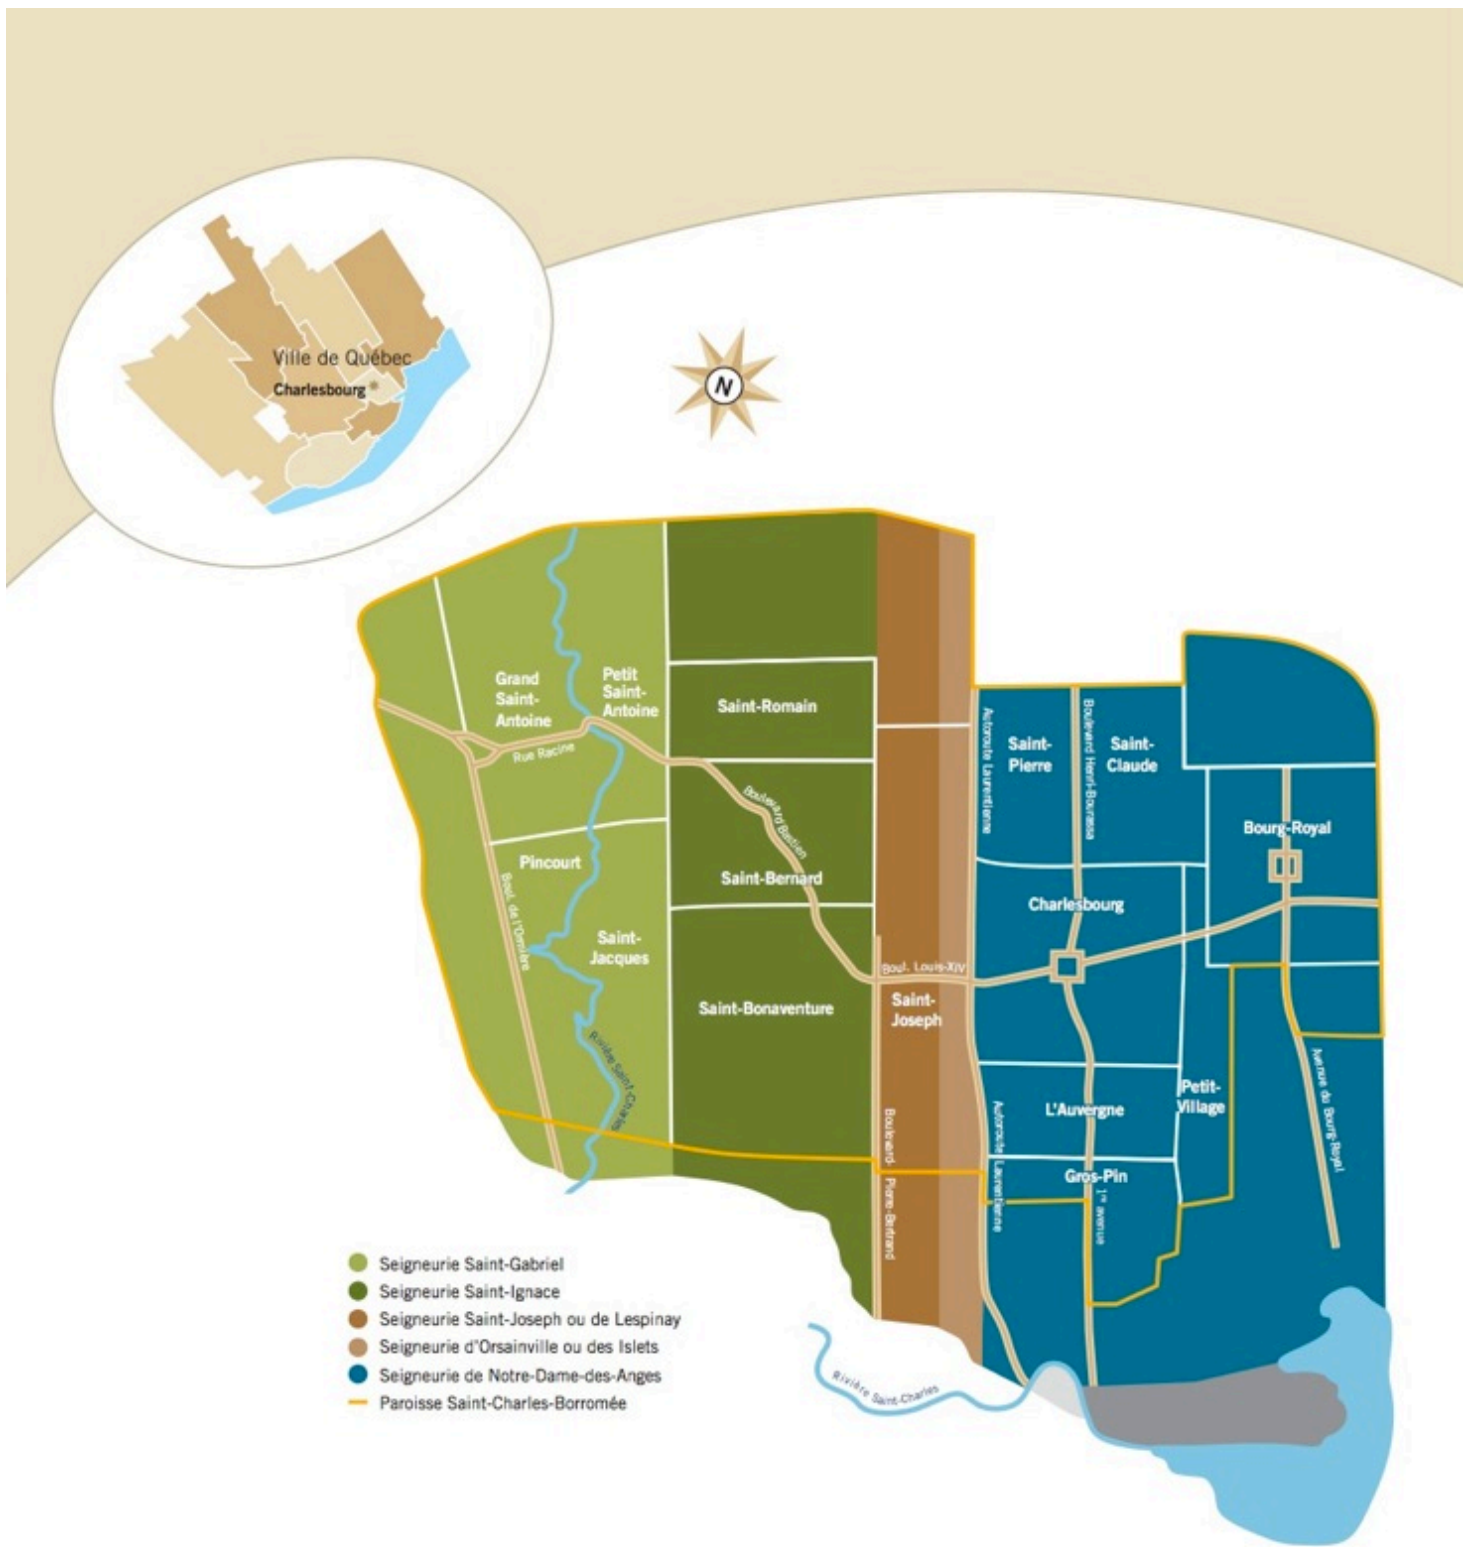 Ville de Québec
Charlesbourg
N
Grand
Saint-
Antoine
Petit
Saint-
Antoine
Rue Racine
Saint-Romain
Boulevard Bastien
Autoroute Laurentienne
Saint-
Pierre
Boulevard Henri-Bourassa
Saint-
Claude
Bourg-Royal
Pincourt
Boul. de l'Ormière
Saint-Bernard
Charlesbourg
Saint-
Jacques
Boul. Louis-XIV
Saint-Bonaventure
Saint-
Joseph
Rivière Saint-Charles
Boulevard Pierre-Bertrand
Autoroute Laurentienne
L'Auvergne
Petit-
Village
Avenue du Bourg-Royal
Gros-Pin
1re avenue
Seigneurie Saint-Gabriel
Seigneurie Saint-Ignace
Seigneurie Saint-Joseph ou de Lespinay
Seigneurie d'Orsainville ou des Islets
Seigneurie de Notre-Dame-des-Anges
Paroisse Saint-Charles-Borromée
Rivière Saint-Charles